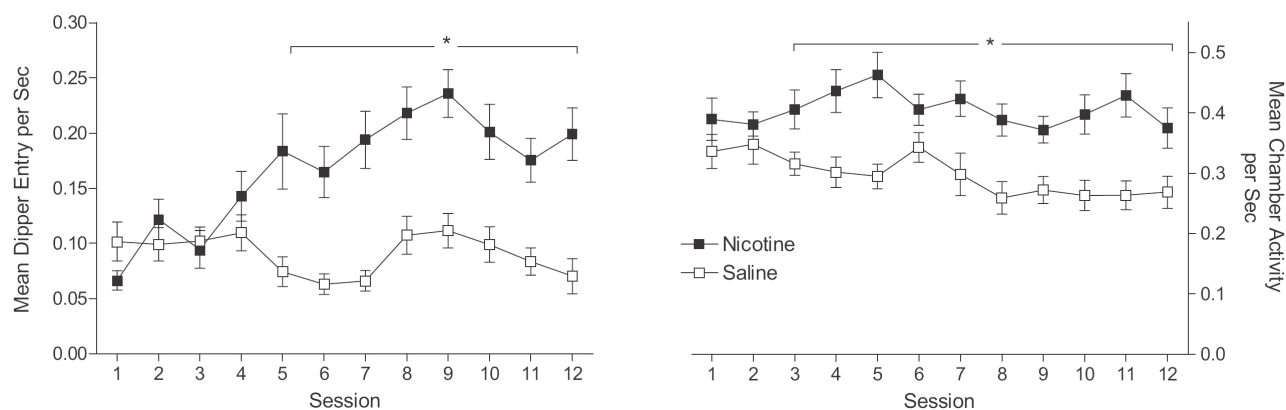 0.30
0.25
0.20
0.15
0.10
0.05
0.00
Mean Dipper Entry per Sec
*
1 2 3 4 5 6 7 8 9 10 11 12
Session
*
Nicotine
Saline
1 2 3 4 5 6 7 8 9 10 11 12
Session
0.5
0.4
0.3
0.2
0.1
0.0
Mean Chamber Activity
per Sec